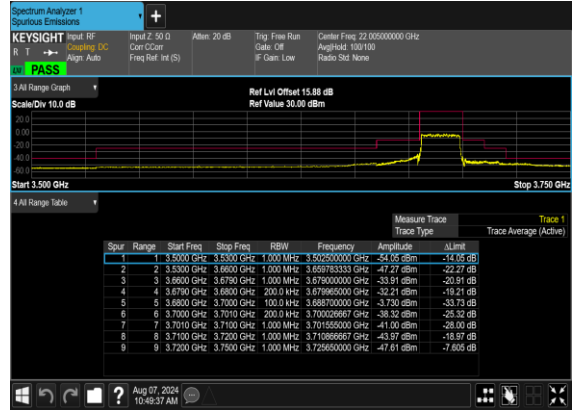 Spectrum Analyzer 1
Spurious Emissions
+
KEYSIGHT Input: RF Input Z: 50 Ω Atten: 20 dB Trig: Free Run Center Freq: 22.005000000 GHz
R T Coupling: DC Corr CCorr Gate: Off Avg|Hold: 100/100
Align: Auto Freq Ref: Int (S) IF Gain: Low Radio Std: None
PASS
3 All Range Graph
Ref Lvl Offset 15.88 dB
Scale/Div 10.0 dB Ref Value 30.00 dBm
20.0
0.00
-20.0
-40.0
-60.0
Start 3.500 GHz Stop 3.750 GHz
4 All Range Table
Measure Trace Trace 1
Trace Type Trace Average (Active)
Spur Range Start Freq Stop Freq RBW Frequency Amplitude ΔLimit
1 1 3.5000 GHz 3.5300 GHz 1.000 MHz 3.502500000 GHz -54.05 dBm -14.05 dB
2 2 3.5300 GHz 3.6600 GHz 1.000 MHz 3.659783333 GHz -47.27 dBm -22.27 dB
3 3 3.6600 GHz 3.6790 GHz 1.000 MHz 3.679000000 GHz -33.91 dBm -20.91 dB
4 4 3.6790 GHz 3.6800 GHz 200.0 kHz 3.679965000 GHz -32.21 dBm -19.21 dB
5 5 3.6800 GHz 3.7000 GHz 100.0 kHz 3.688700000 GHz -3.730 dBm -33.73 dB
6 6 3.7000 GHz 3.7010 GHz 200.0 kHz 3.700026667 GHz -38.32 dBm -25.32 dB
7 7 3.7010 GHz 3.7100 GHz 1.000 MHz 3.701555000 GHz -41.00 dBm -28.00 dB
8 8 3.7100 GHz 3.7200 GHz 1.000 MHz 3.710866667 GHz -43.97 dBm -18.97 dB
9 9 3.7200 GHz 3.7500 GHz 1.000 MHz 3.725650000 GHz -47.61 dBm -7.605 dB
? Aug 07, 2024
10:49:37 AM